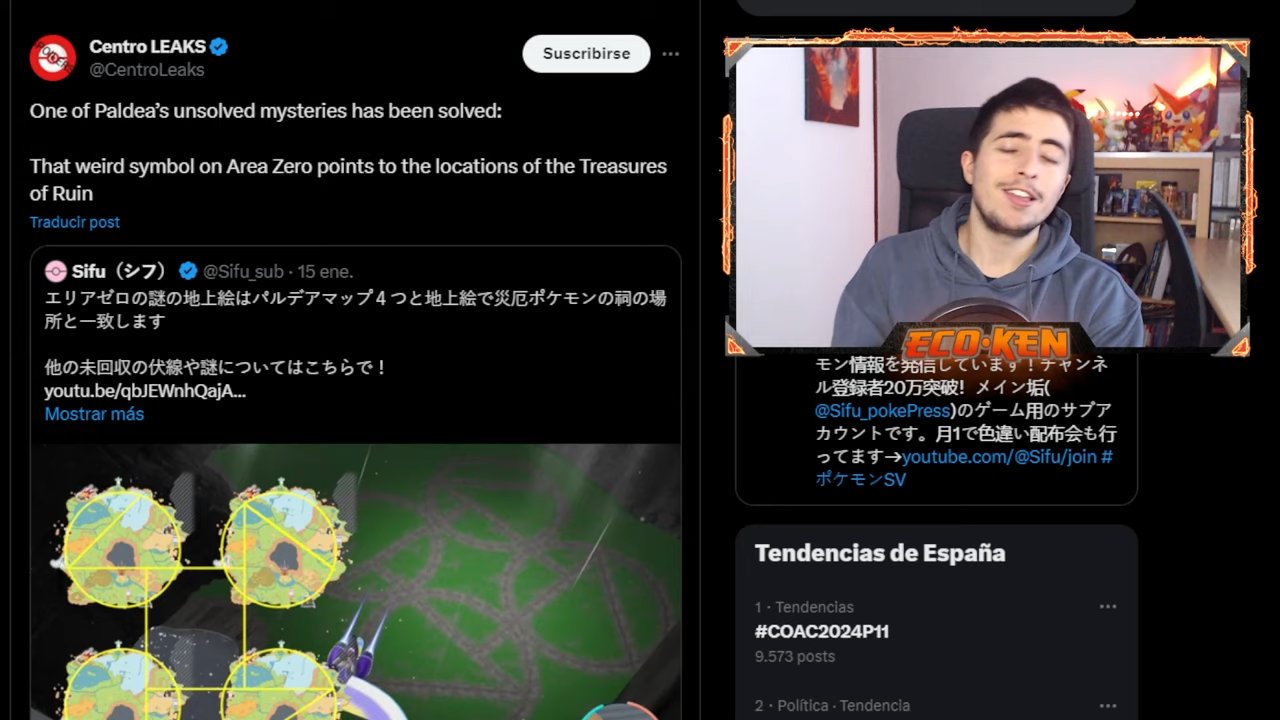 Centro LEAKS
@CentroLeaks
Suscribirse
One of Paldea’s unsolved mysteries has been solved:
That weird symbol on Area Zero points to the locations of the Treasures
of Ruin
Traducir post
Sifu（シフ） @Sifu_sub · 15 ene.
エリアゼロの謎の地上絵はパルデアマップ４つと地上絵で災厄ポケモンの祠の場
所と一致します
他の未回収の伏線や謎についてはこちらで！
youtu.be/qbJEWnhQajA...
Mostrar más
ECO·KEN
モン情報を発信しています！チャンネ
ル登録者20万突破！メイン垢(
@Sifu_pokePress)のゲーム用のサブア
カウントです。月1で色違い配布会も行
ってます→youtube.com/@Sifu/join #
ポケモンSV
Tendencias de España
1 · Tendencias
#COAC2024P11
9.573 posts
2 · Política · Tendencia